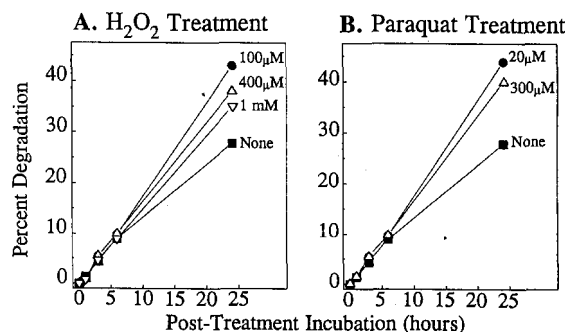 A. H₂O₂ Treatment
B. Paraquat Treatment
Percent Degradation
40
30
20
10
0
100μM
400μM
1 mM
None
0 5 10 15 20 25
40
30
20
10
0
20μM
300μM
None
0 5 10 15 20 25
Post-Treatment Incubation (hours)